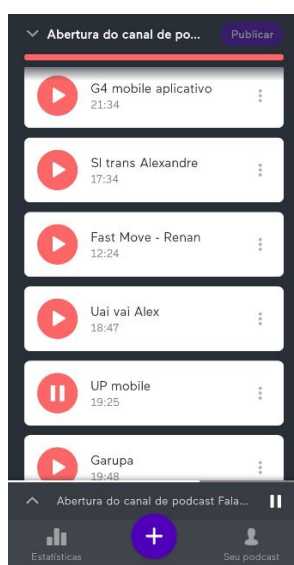 Abertura do canal de po...
Publicar
G4 mobile aplicativo
21:34
SI trans Alexandre
17:34
Fast Move - Renan
12:24
Uai vai Alex
18:47
UP mobile
19:25
Garupa
19:48
Abertura do canal de podcast Fala...
Estatísticas
Seu podcast